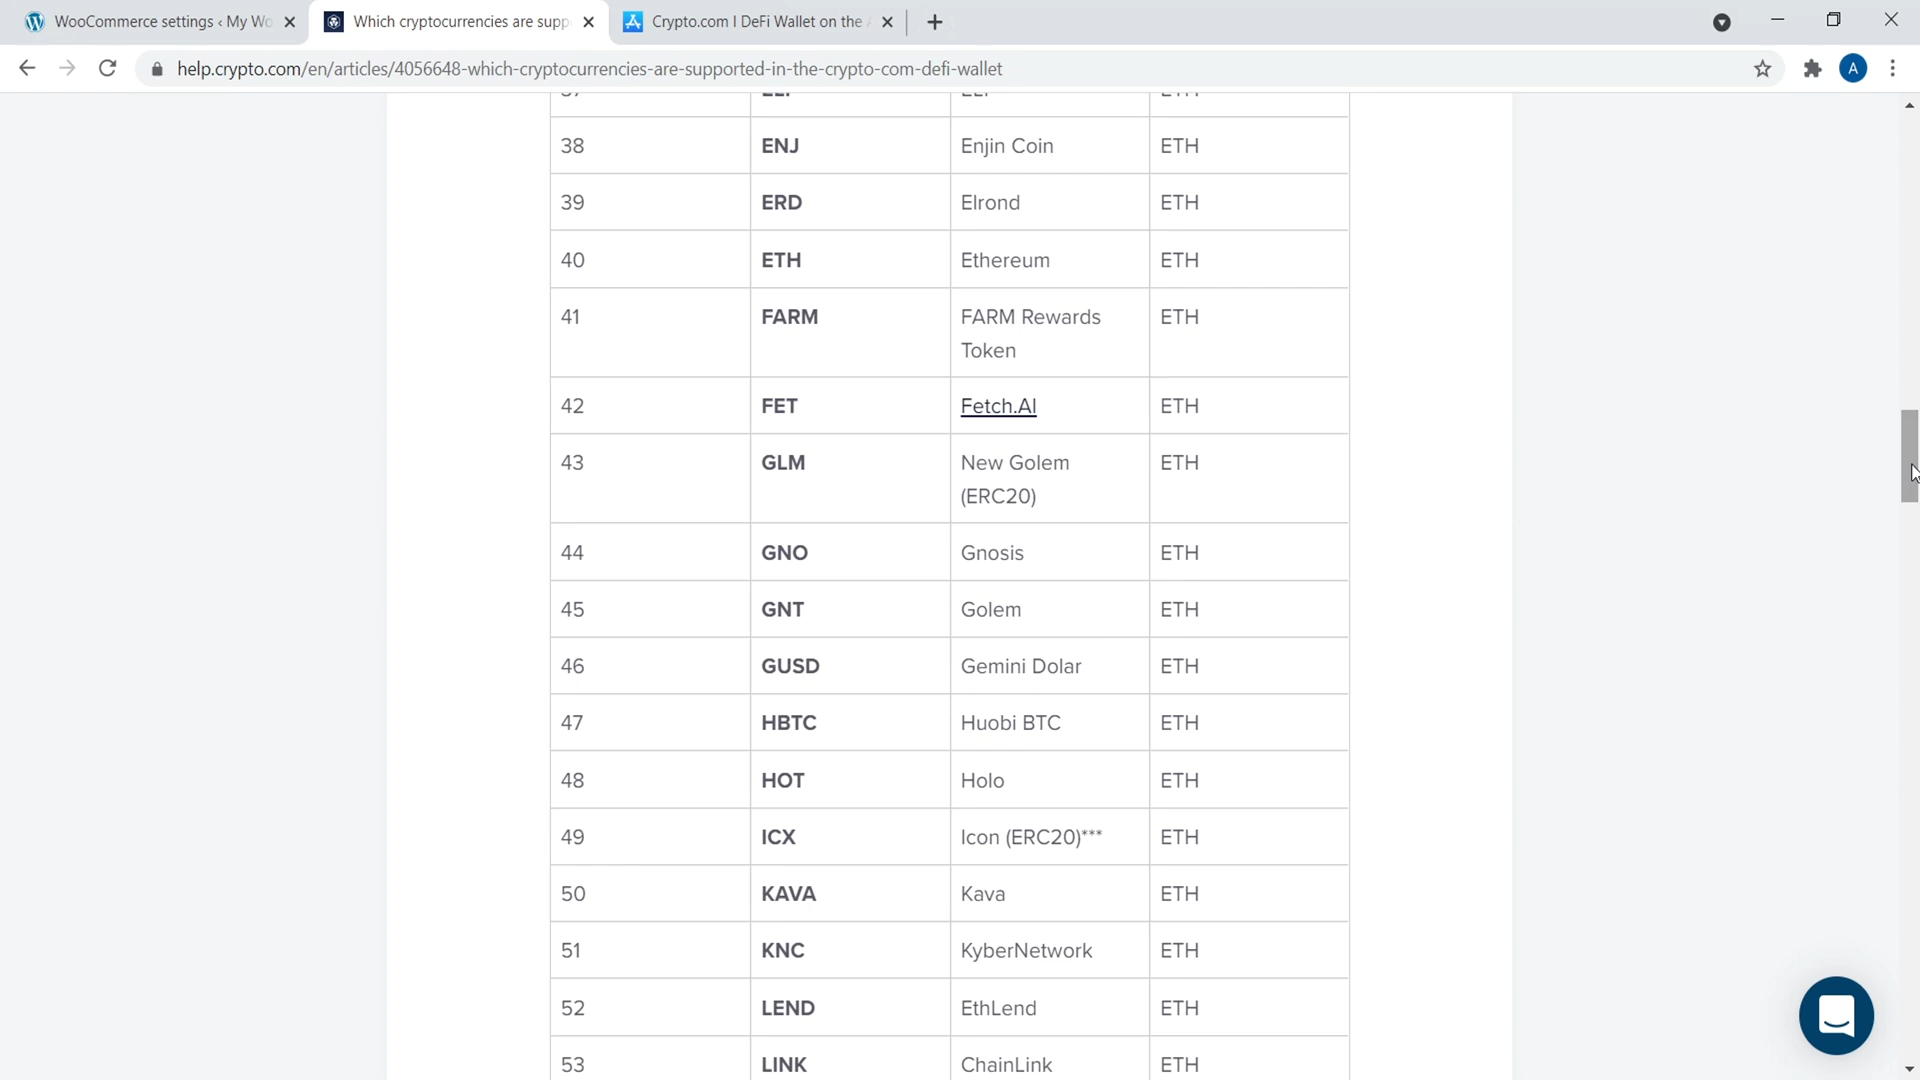 WooCommerce settings ‹ My Wo
Which cryptocurrencies are supp
Crypto.com l DeFi Wallet on the
help.crypto.com/en/articles/4056648-which-cryptocurrencies-are-supported-in-the-crypto-com-defi-wallet
A
38 ENJ Enjin Coin ETH
39 ERD Elrond ETH
40 ETH Ethereum ETH
41 FARM FARM Rewards ETH
Token
42 FET Fetch.AI ETH
43 GLM New Golem ETH
(ERC20)
44 GNO Gnosis ETH
45 GNT Golem ETH
46 GUSD Gemini Dolar ETH
47 HBTC Huobi BTC ETH
48 HOT Holo ETH
49 ICX Icon (ERC20)*** ETH
50 KAVA Kava ETH
51 KNC KyberNetwork ETH
52 LEND EthLend ETH
53 LINK ChainLink ETH